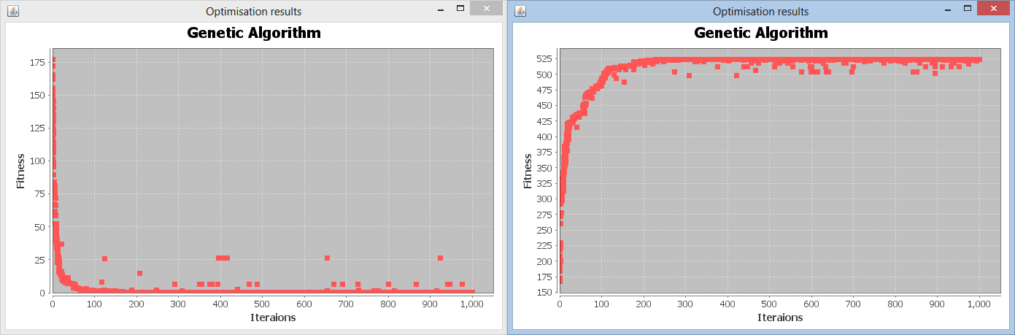 Optimisation results
Genetic Algorithm
Fitness
175
150
125
100
75
50
25
0
0 100 200 300 400 500 600 700 800 900 1,000
Iteraions
Optimisation results
Genetic Algorithm
Fitness
525
500
475
450
425
400
375
350
325
300
275
250
225
200
175
150
0 100 200 300 400 500 600 700 800 900 1,000
Iteraions